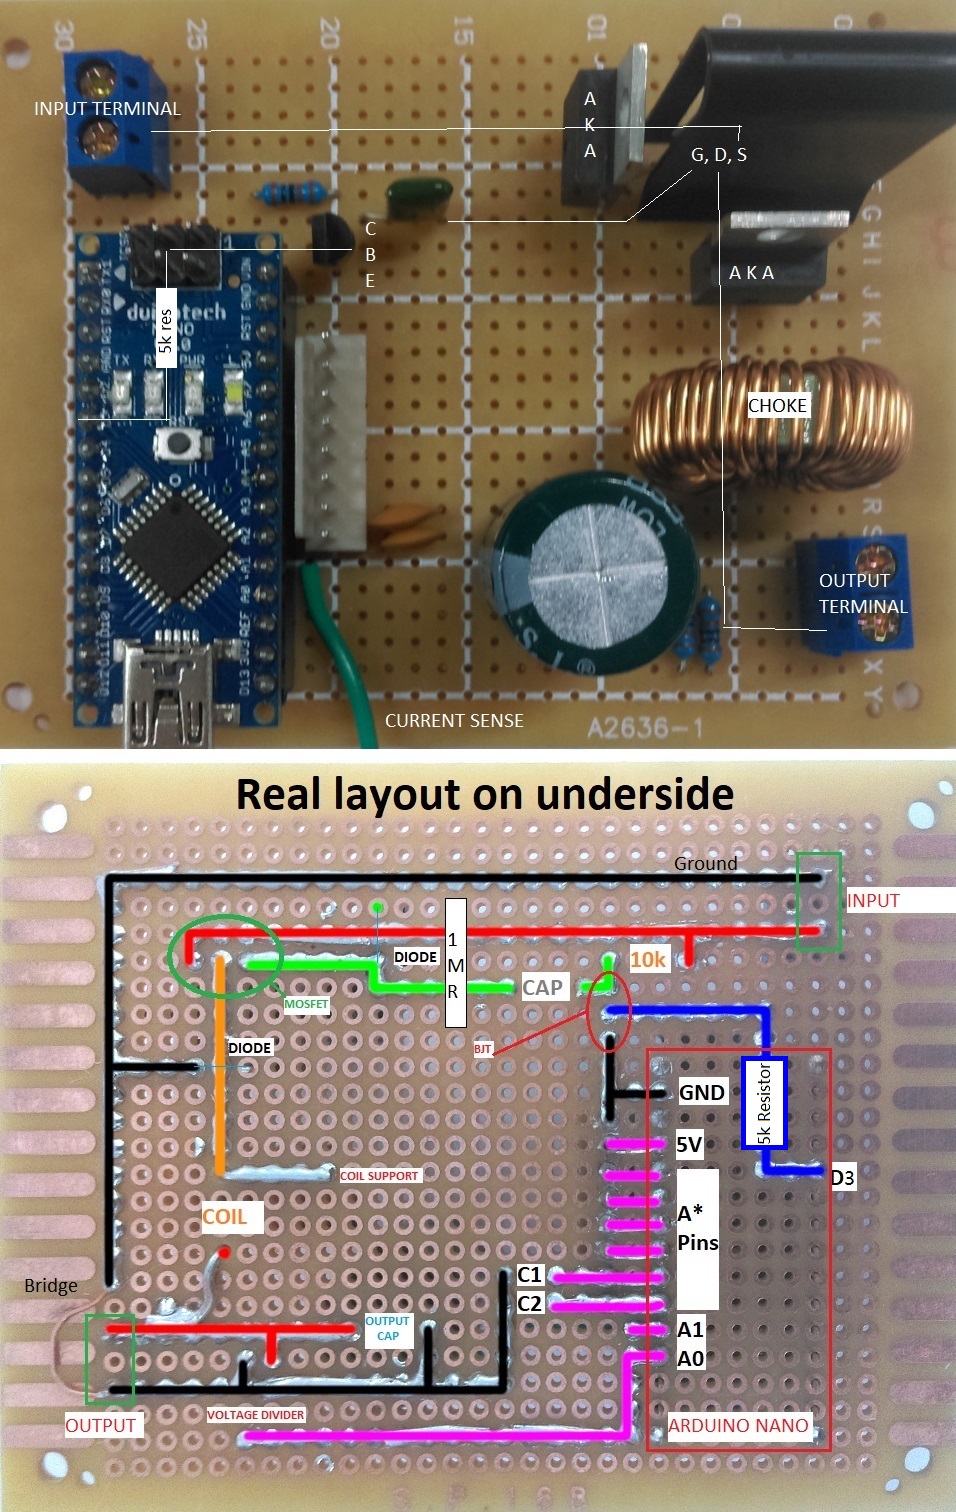 30
25
20
15
10
INPUT TERMINAL
A
K
A
G, D, S
C
B
E
A K A
5k res
CHOKE
OUTPUT
TERMINAL
CURRENT SENSE
A2636-1
Real layout on underside
Ground
INPUT
1
M
R
DIODE
10k
CAP
MOSFET
BJT
DIODE
GND
5k Resistor
5V
COIL SUPPORT
D3
A*
Pins
COIL
C1
Bridge
C2
OUTPUT
CAP
A1
A0
VOLTAGE DIVIDER
OUTPUT
ARDUINO NANO